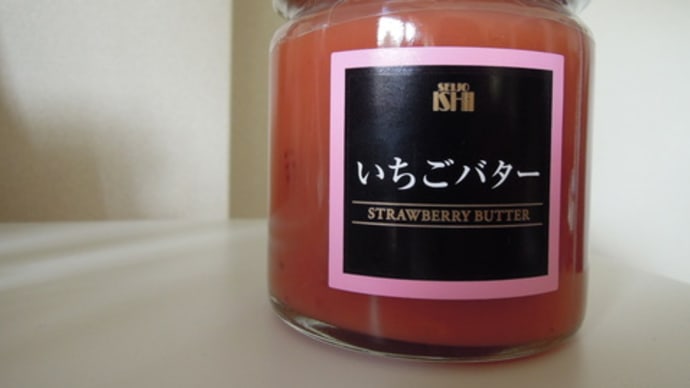 SEIJO
ISHII
いちごバター
STRAWBERRY BUTTER